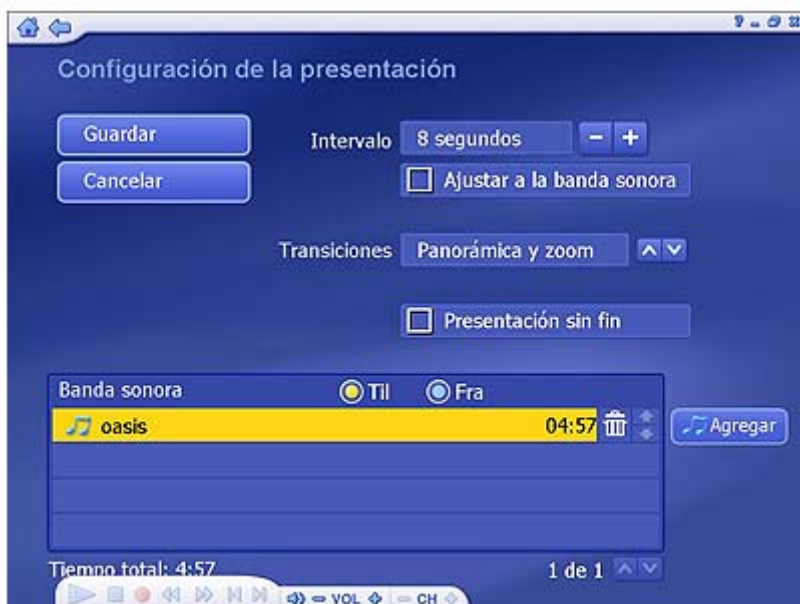 Configuración de la presentación
Guardar
Intervalo 8 segundos - +
Cancelar
Ajustar a la banda sonora
Transiciones Panorámica y zoom
Presentación sin fin
Banda sonora Til Fra
oasis 04:57
Agregar
Tiempo total: 4:57 1 de 1
VOL CH